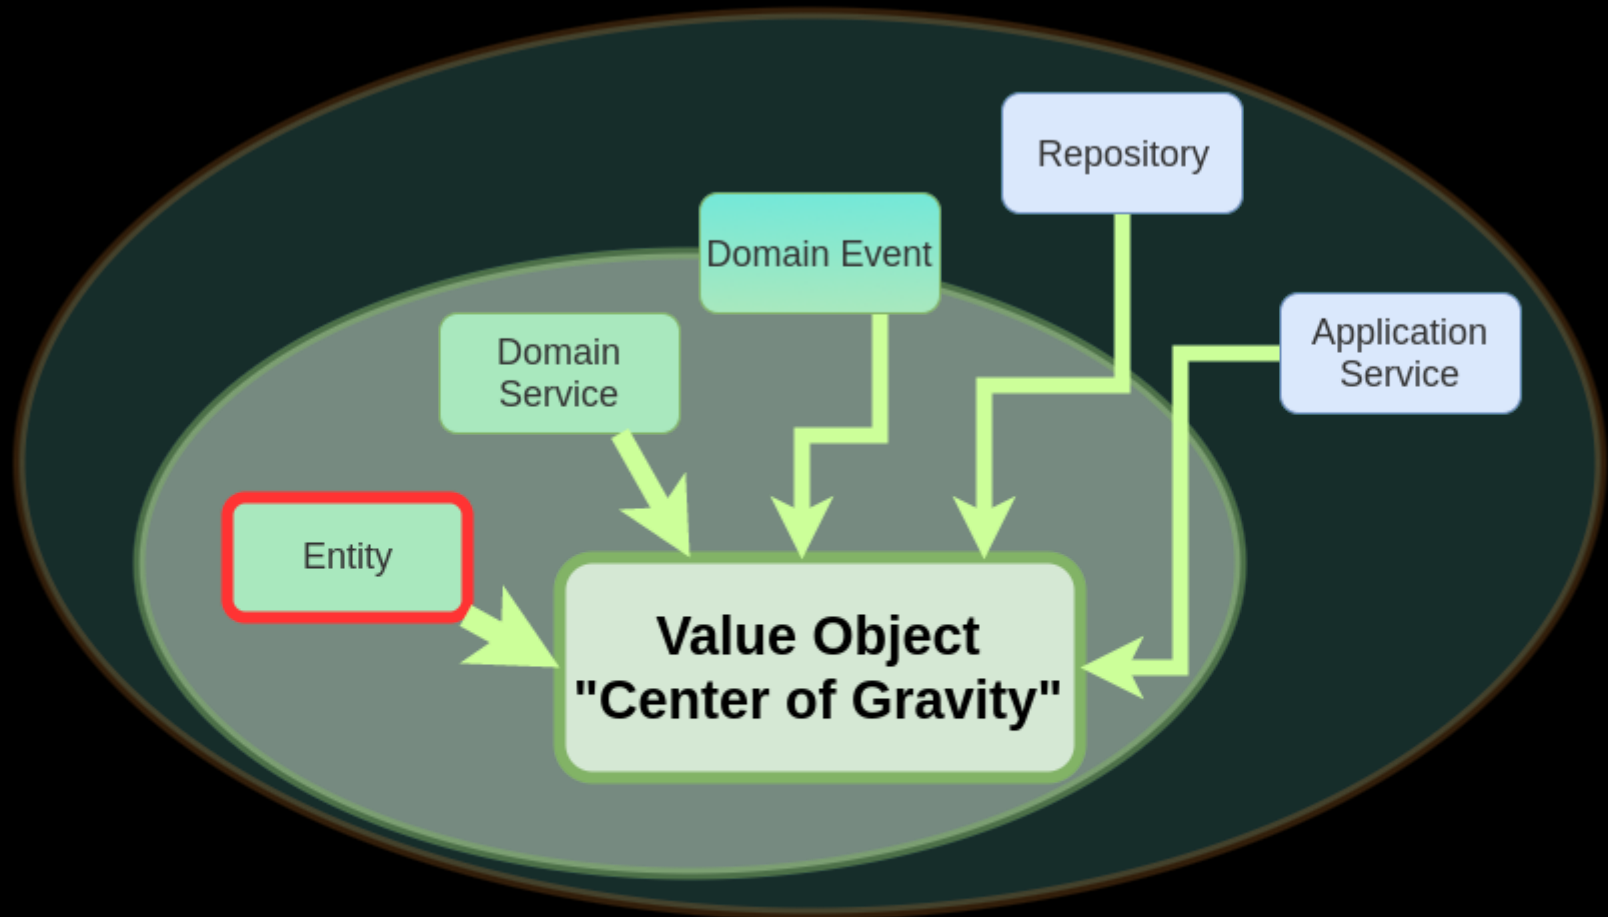 Repository
Domain Event
Application
Service
Domain
Service
Entity
Value Object
"Center of Gravity"